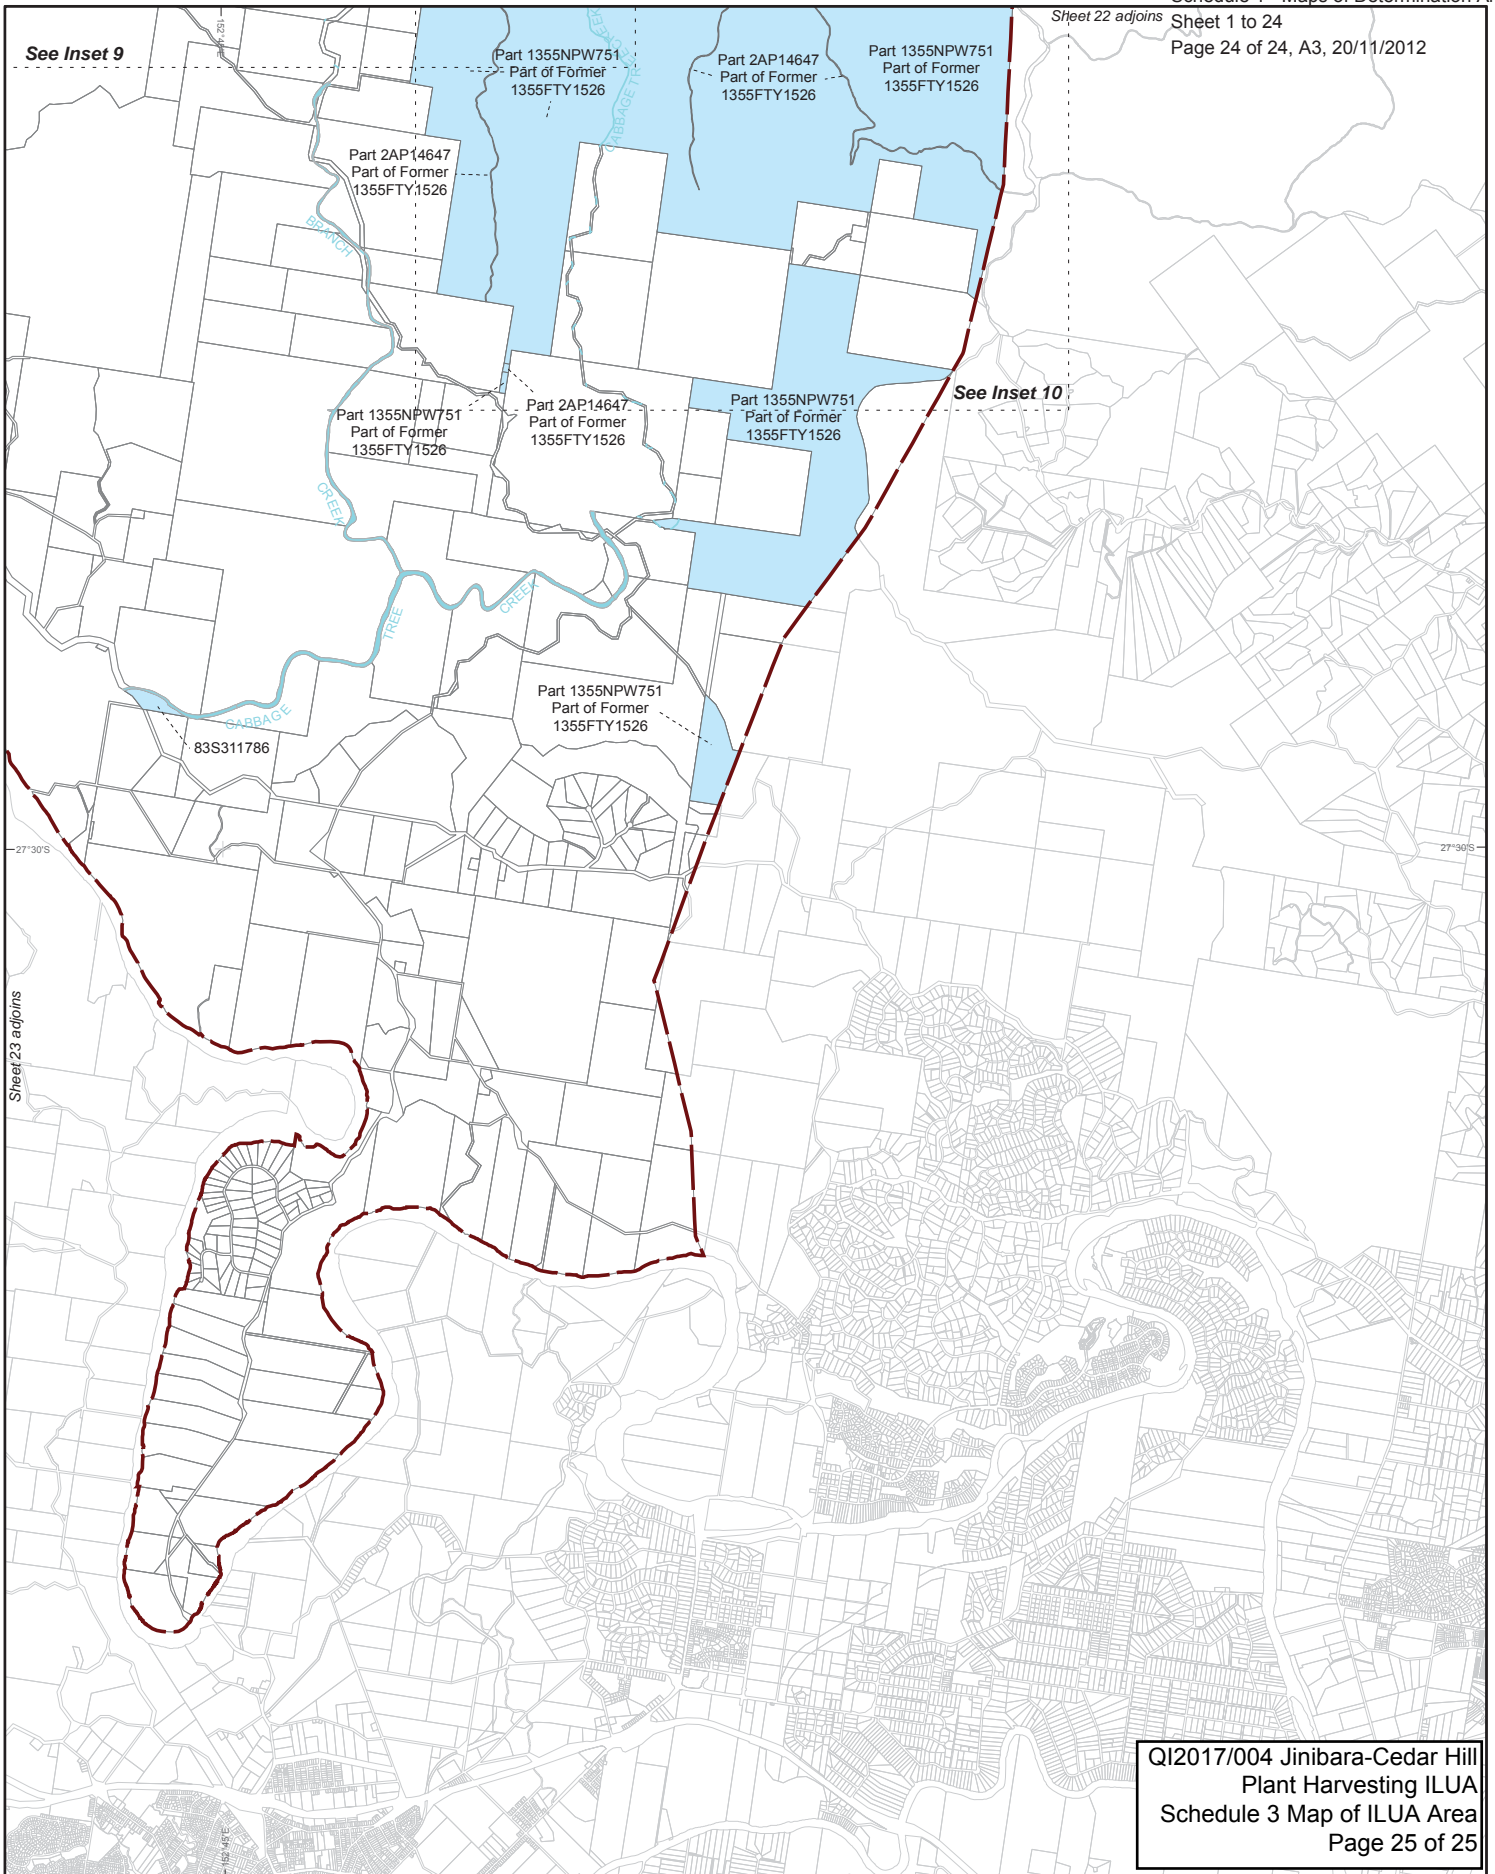 Sheet 22 adjoins
Sheet 1 to 24
Page 24 of 24, A3, 20/11/2012
See Inset 9
Part 1355NPW751
Part of Former
1355FTY1526
Part 2AP14647
Part of Former
1355FTY1526
Part 1355NPW751
Part of Former
1355FTY1526
CABBAGE TREE CREEK
Part 2AP14647
Part of Former
1355FTY1526
BRANCH
See Inset 10
Part 1355NPW751
Part of Former
1355FTY1526
Part 2AP14647
Part of Former
1355FTY1526
Part 1355NPW751
Part of Former
1355FTY1526
CREEK
CREEK
TREE
CABBAGE
Part 1355NPW751
Part of Former
1355FTY1526
83S311786
27°30'S
27°30'S
Sheet 23 adjoins
152°45'E
QI2017/004 Jinibara-Cedar Hill
Plant Harvesting ILUA
Schedule 3 Map of ILUA Area
Page 25 of 25